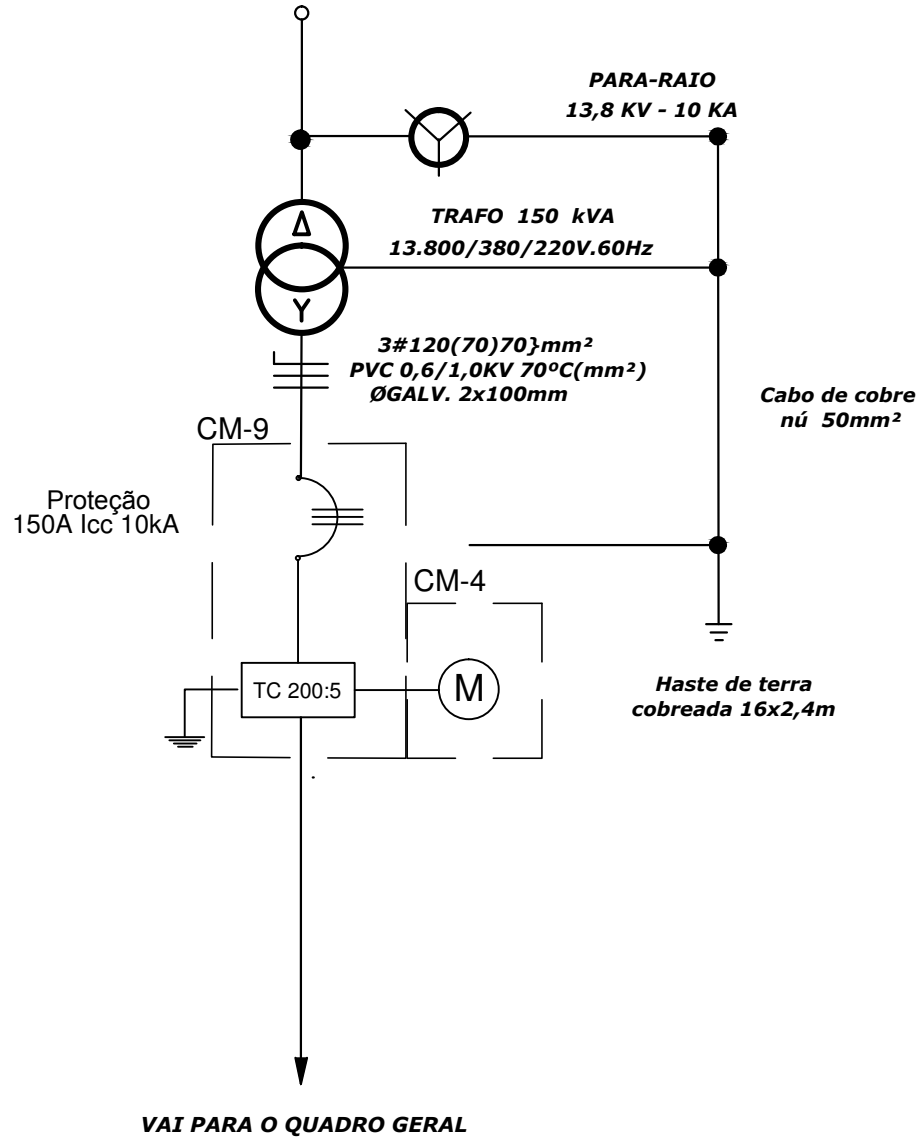 PARA-RAIO
13,8 KV - 10 KA
Δ
TRAFO 150 kVA
13.800/380/220V.60Hz
Y
3#120(70)70}mm²
PVC 0,6/1,0KV 70ºC(mm²)
ØGALV. 2x100mm
Cabo de cobre
nú 50mm²
CM-9
Proteção
150A Icc 10kA
CM-4
TC 200:5
M
Haste de terra
cobreada 16x2,4m
VAI PARA O QUADRO GERAL